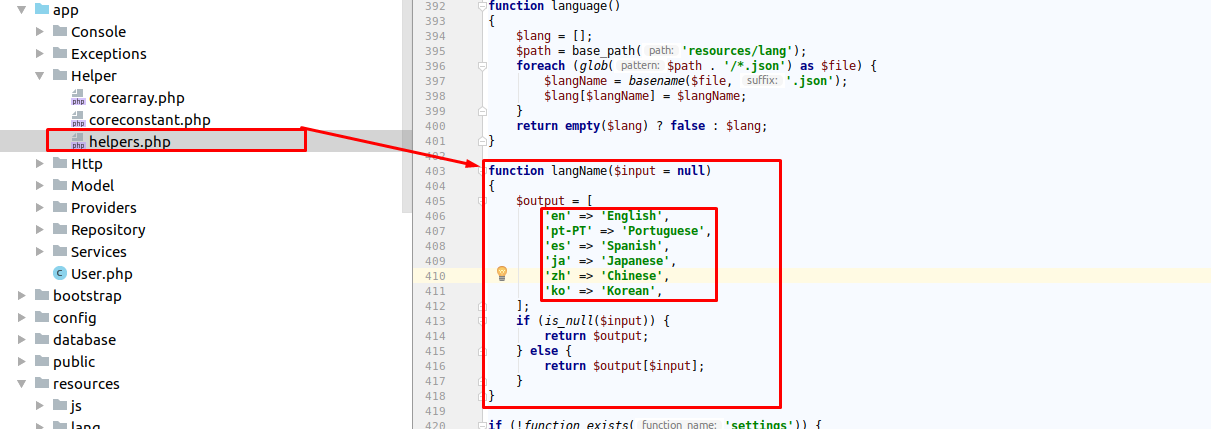 app
Console
Exceptions
Helper
php corearray.php
php coreconstant.php
php helpers.php
Http
Model
Providers
Repository
Services
C User.php
bootstrap
config
database
public
resources
js
lang
392 function language()
393 {
394 $lang = [];
395 $path = base_path( path: 'resources/lang');
396 foreach (glob( pattern: $path . '/*.json') as $file) {
397 $langName = basename($file, suffix: '.json');
398 $lang[$langName] = $langName;
399 }
400 return empty($lang) ? false : $lang;
401 }
402
403 function langName($input = null)
404 {
405 $output = [
406 'en' => 'English',
407 'pt-PT' => 'Portuguese',
408 'es' => 'Spanish',
409 'ja' => 'Japanese',
410 'zh' => 'Chinese',
411 'ko' => 'Korean',
412 ];
413 if (is_null($input)) {
414 return $output;
415 } else {
416 return $output[$input];
417 }
418 }
419
420 if (!function_exists( function_name: 'settings')) {